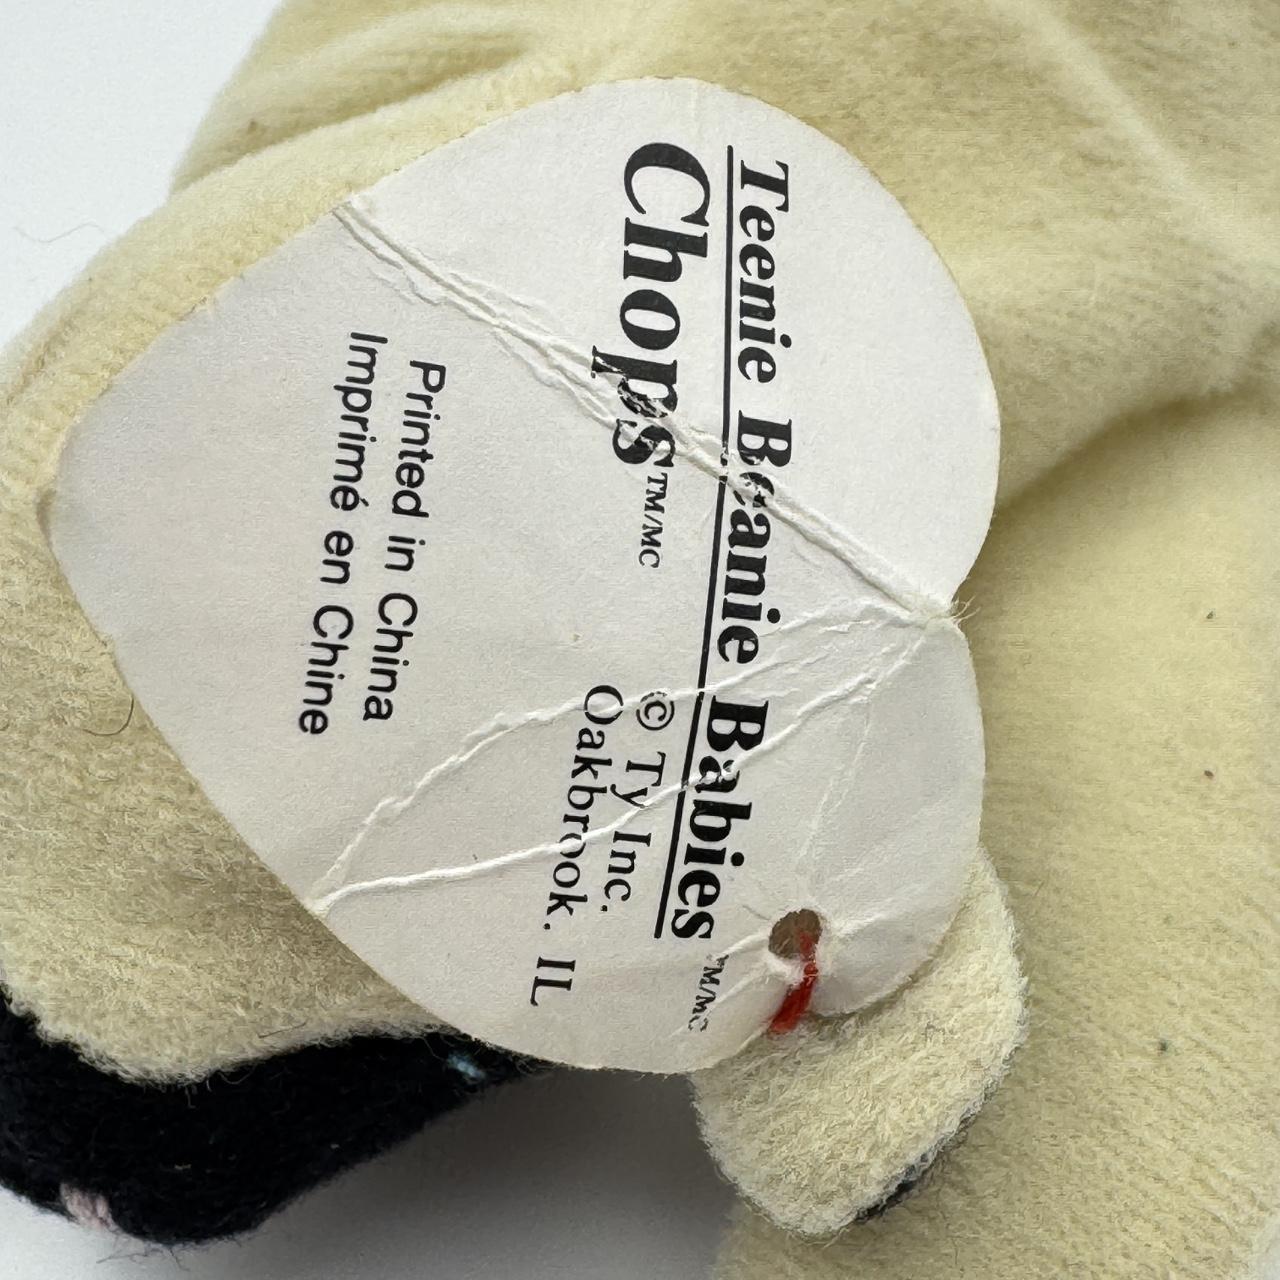 Teenie Beanie Babies™/MC
Chops™/MC
© Ty Inc.
Oakbrook. IL
Printed in China
Imprimé en Chine